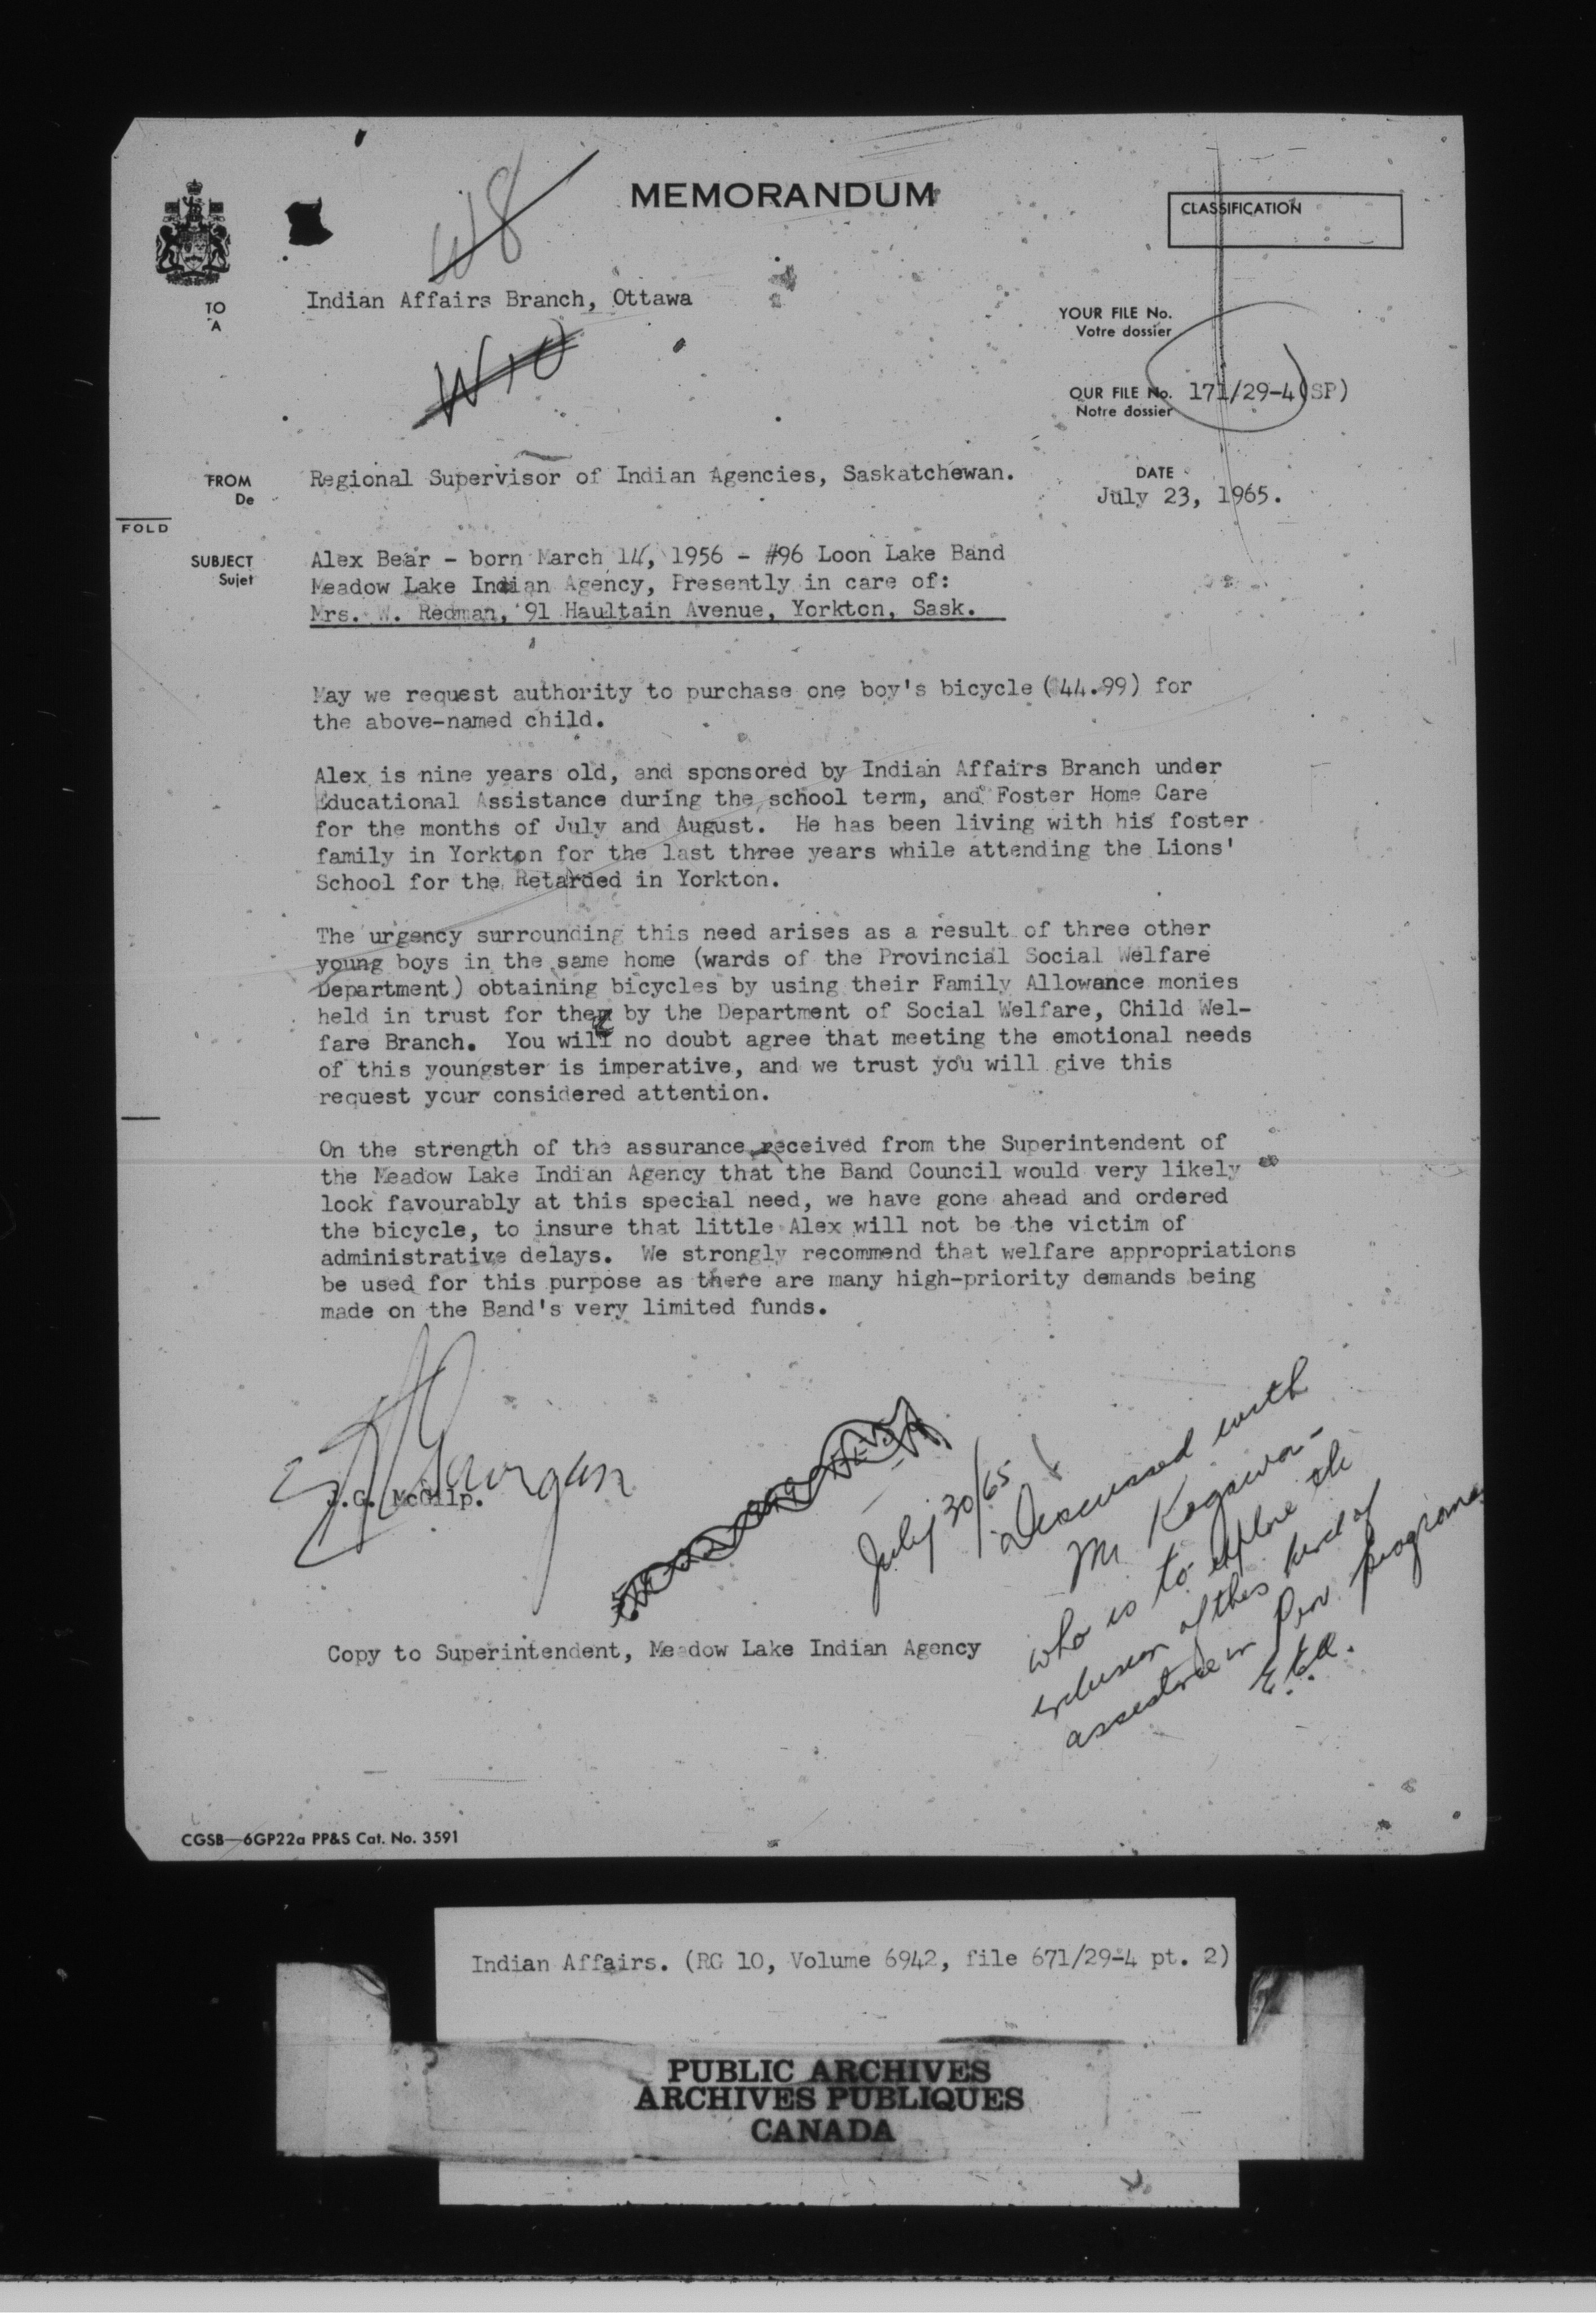 MEMORANDUM
CLASSIFICATION
W8
TO
A
Indian Affairs Branch, Ottawa
W10
YOUR FILE No.
Votre dossier
OUR FILE No. 171/29-4(SP)
Notre dossier
FROM
De
Regional Supervisor of Indian Agencies, Saskatchewan.
DATE
July 23, 1965.
FOLD
SUBJECT
Sujet
Alex Bear - born March 14, 1956 - #96 Loon Lake Band
Meadow Lake Indian Agency, Presently in care of:
Mrs. W. Redman, 91 Haultain Avenue, Yorkton, Sask.
May we request authority to purchase one boy's bicycle ($44.99) for
the above-named child.
Alex is nine years old, and sponsored by Indian Affairs Branch under
Educational Assistance during the school term, and Foster Home Care
for the months of July and August. He has been living with his foster
family in Yorkton for the last three years while attending the Lions'
School for the Retarded in Yorkton.
The urgency surrounding this need arises as a result of three other
young boys in the same home (wards of the Provincial Social Welfare
Department) obtaining bicycles by using their Family Allowance monies
held in trust for them by the Department of Social Welfare, Child Wel-
fare Branch. You will no doubt agree that meeting the emotional needs
of this youngster is imperative, and we trust you will give this
request your considered attention.
On the strength of the assurance received from the Superintendent of
the Meadow Lake Indian Agency that the Band Council would very likely
look favourably at this special need, we have gone ahead and ordered
the bicycle, to insure that little Alex will not be the victim of
administrative delays. We strongly recommend that welfare appropriations
be used for this purpose as there are many high-priority demands being
made on the Band's very limited funds.
J.G. McGilp.
July 30/65
Discussed with
Mr
who is to explore the
inclusion of this kind of
assistance in Prov. programs
Copy to Superintendent, Meadow Lake Indian Agency
CGSB-6GP22a PP&S Cat. No. 3591
Indian Affairs. (RG 10, Volume 6942, file 671/29-4 pt. 2)
PUBLIC ARCHIVES
ARCHIVES PUBLIQUES
CANADA